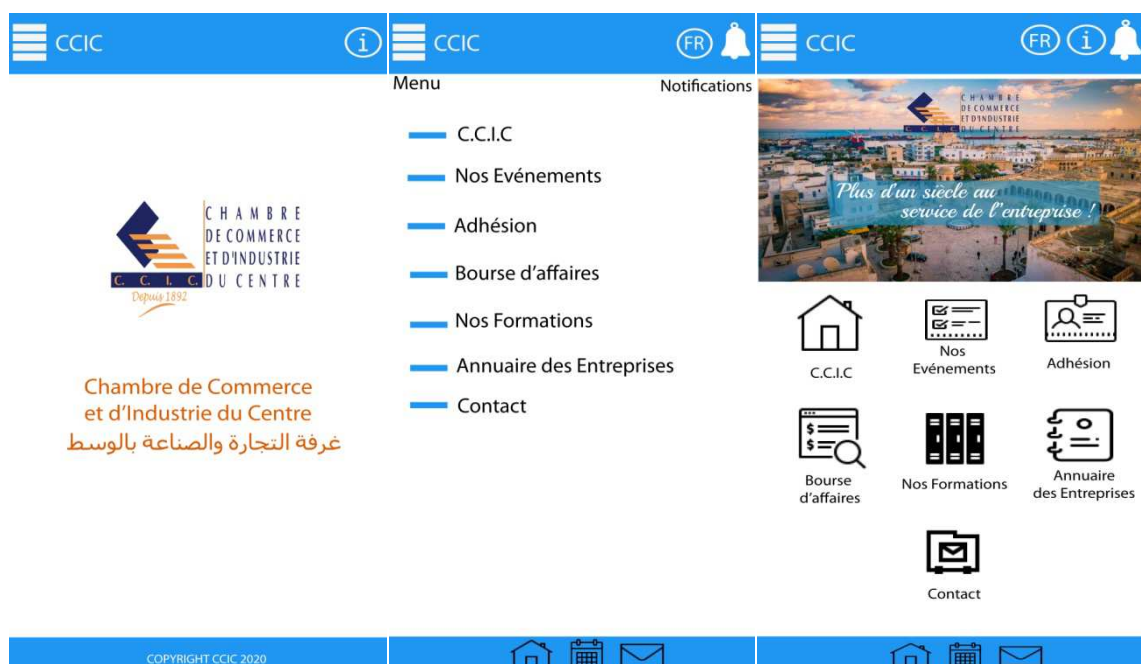 CCIC
CHAMBRE
DE COMMERCE
ET D'INDUSTRIE
DU CENTRE
C. C. I. C.
Depuis 1892
Chambre de Commerce
et d'Industrie du Centre
غرفة التجارة والصناعة بالوسط
COPYRIGHT CCIC 2020
CCIC
FR
Menu
Notifications
C.C.I.C
Nos Evénements
Adhésion
Bourse d'affaires
Nos Formations
Annuaire des Entreprises
Contact
CCIC
FR
CHAMBRE
DE COMMERCE
ET D'INDUSTRIE
DU CENTRE
C. C. I. C.
Plus d'un siècle au
service de l'entreprise !
C.C.I.C
Nos
Evénements
Adhésion
Bourse
d'affaires
Nos Formations
Annuaire
des Entreprises
Contact